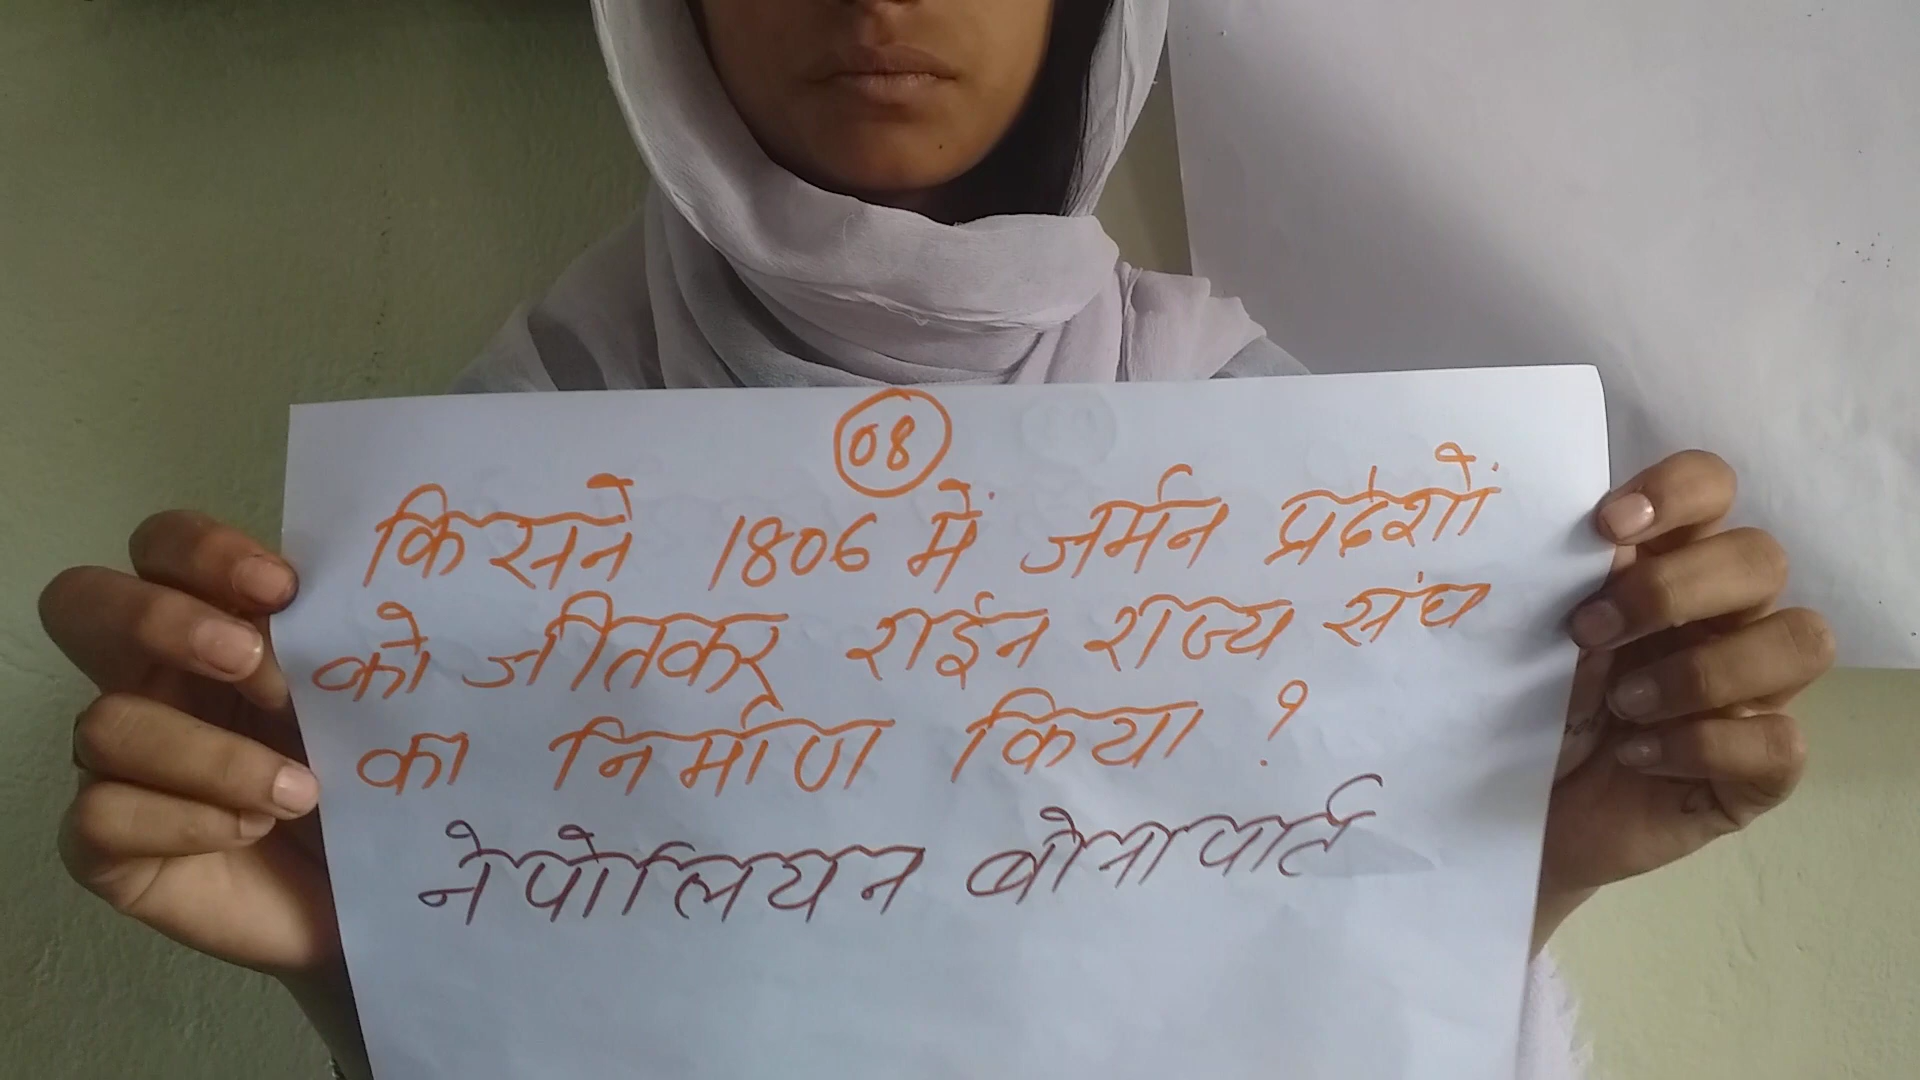 08
किसने 1806 में जर्मन प्रदेशों
को जीतकर राईन राज्य संघ
का निर्माण किया ?
नेपोलियन बोनापार्ट